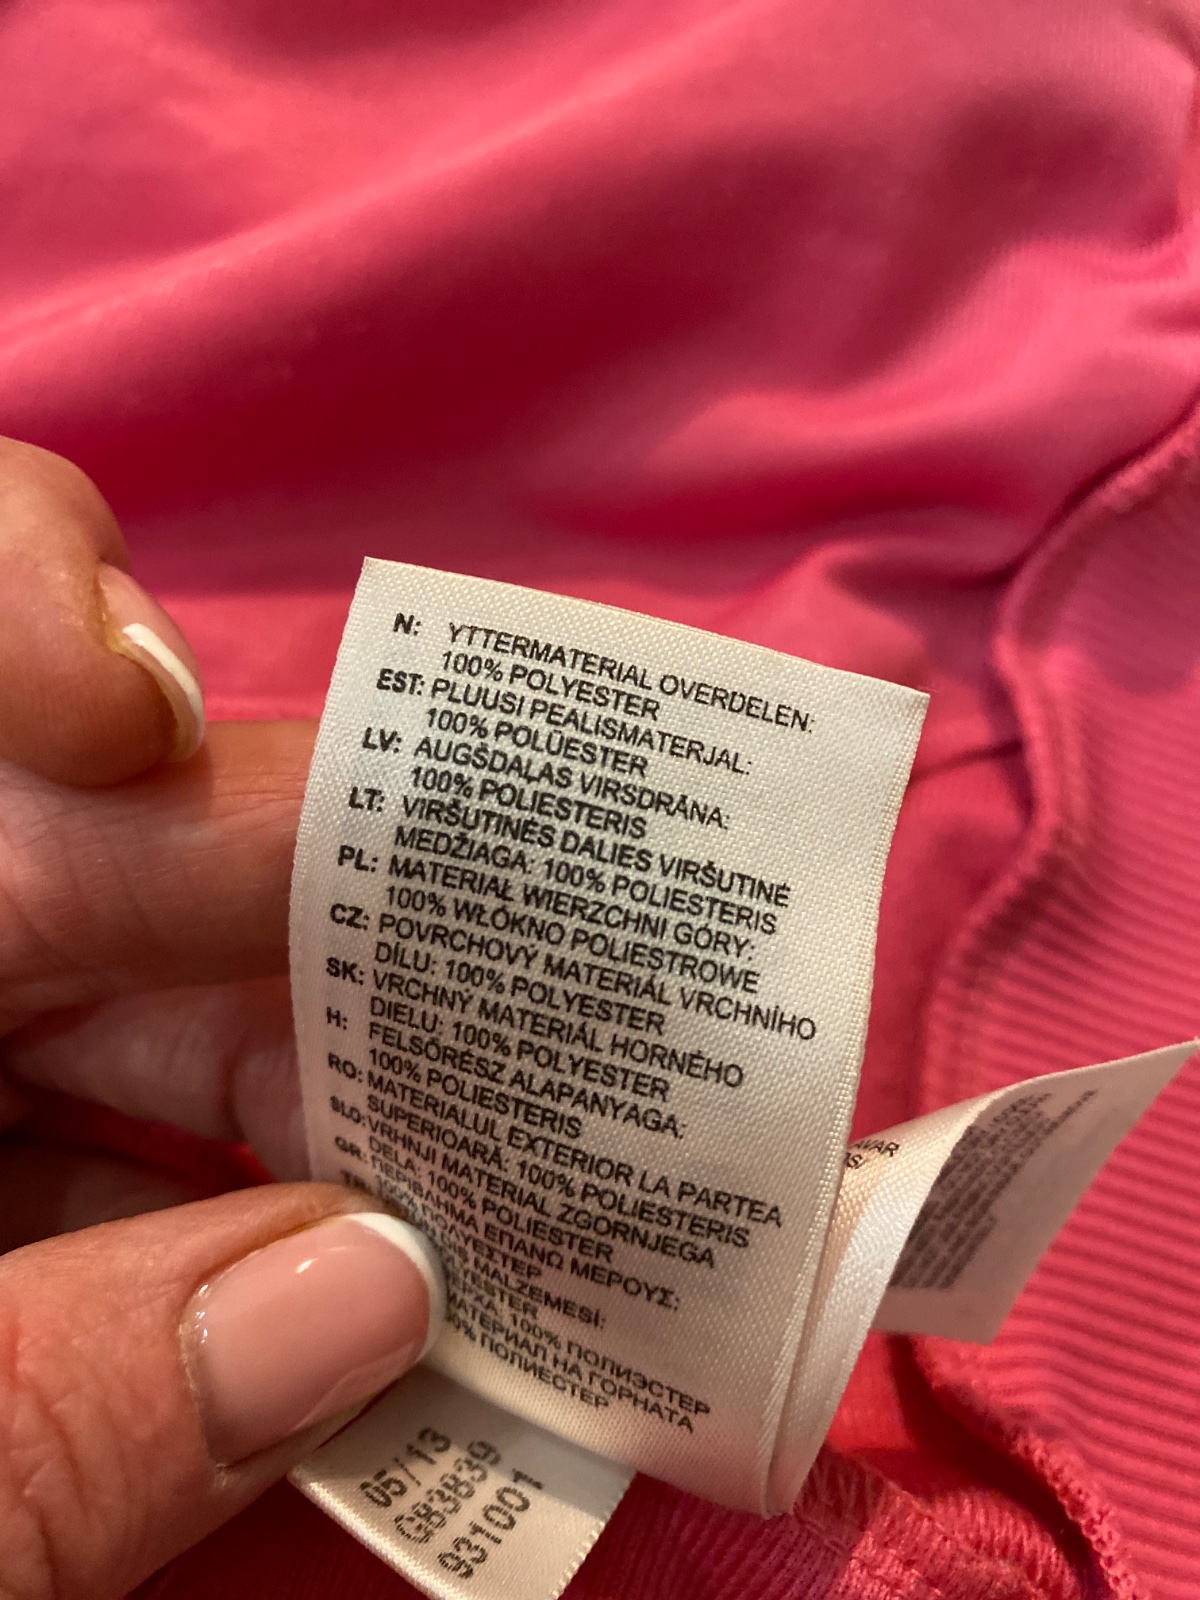 N: YTTERMATERIAL OVERDELEN:
100% POLYESTER
EST: PLUUSI PEALISMATERJAL:
100% POLÜESTER
LV: AUGŠDAĻAS VIRSDRĀNA:
100% POLIESTERIS
LT: VIRŠUTINĖS DALIES VIRŠUTINĖ
MEDŽIAGA: 100% POLIESTERIS
PL: MATERIAŁ WIERZCHNI GÓRY:
100% WŁÓKNO POLIESTROWE
CZ: POVRCHOVÝ MATERIÁL VRCHNÍHO
DÍLU: 100% POLYESTER
SK: VRCHNÝ MATERIÁL HORNÉHO
DIELU: 100% POLYESTER
H: FELSŐRÉSZ ALAPANYAGA:
100% POLIESTERIS
RO: MATERIALUL EXTERIOR LA PARTEA
SUPERIOARĂ: 100% POLIESTERIS
SLO: VRHNJI MATERIAL ZGORNJEGA
DELA: 100% POLIESTER
GR: ΠΕΡΙΒΛΗΜΑ ΕΠΑΝΩ ΜΕΡΟΥΣ:
100% ΠΟΛΥΕΣΤΕΡ
MALZEMESİ:
100% ПОЛИЭСТЕР
МАТЕРИАЛ НА ГОРНАТА
ПОЛИЕСТЕР
05/13
G83839
931001